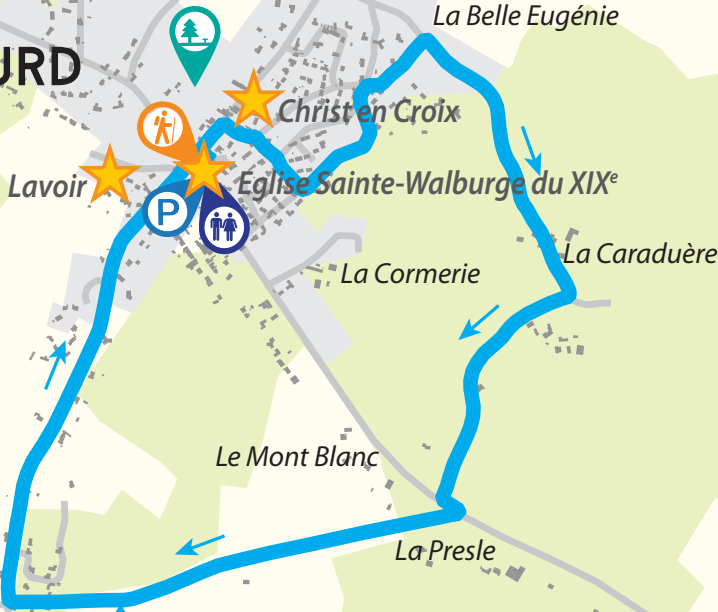 La Belle Eugénie
URD
Christ en Croix
Lavoir
Eglise Sainte-Walburge du XIXe
P
La Caraduère
La Cormerie
Le Mont Blanc
La Presle